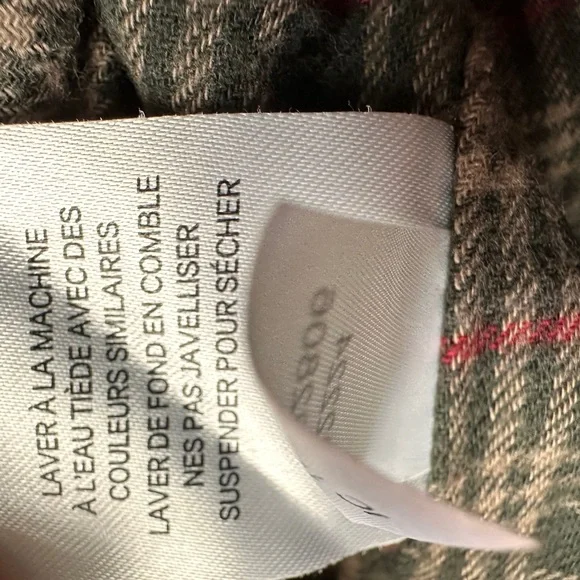 LAVER À LA MACHINE
À L'EAU TIÈDE AVEC DES
COULEURS SIMILAIRES
LAVER DE FOND EN COMBLE
NES PAS JAVELLISER
SUSPENDER POUR SÉCHER